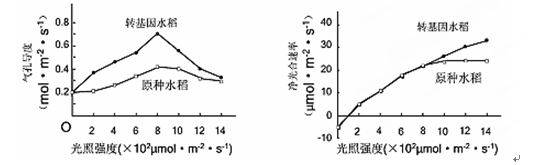 气孔导度
（mol·m⁻²·s⁻¹）
0.8
0.6
0.4
0.2
O
转基因水稻
原种水稻
2 4 6 8 10 12 14
光照强度(×10²μmol·m⁻²·s⁻¹)
净光合速率
（μmol·m⁻²·s⁻¹）
40
30
20
10
0
-10
转基因水稻
原种水稻
2 4 6 8 10 12 14
光照强度(×10²μmol·m⁻²·s⁻¹)